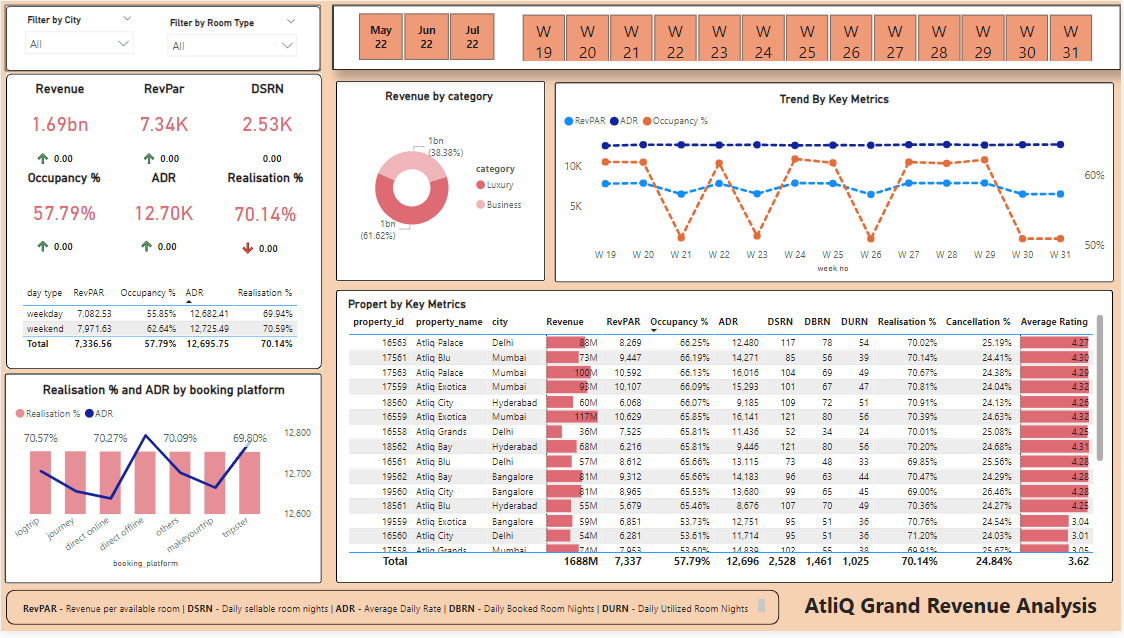 Filter by City
All
Filter by Room Type
All
May 22
Jun 22
Jul 22
W 19
W 20
W 21
W 22
W 23
W 24
W 25
W 26
W 27
W 28
W 29
W 30
W 31
Revenue RevPar DSRN
1.69bn 7.34K 2.53K
0.00 0.00 0.00
Occupancy % ADR Realisation %
57.79% 12.70K 70.14%
0.00 0.00 0.00
day type RevPAR Occupancy % ADR Realisation %
weekday 7,082.53 55.85% 12,682.41 69.94%
weekend 7,971.63 62.64% 12,725.49 70.59%
Total 7,336.56 57.79% 12,695.75 70.14%
Revenue by category
1bn
(38.38%)
1bn
(61.62%)
category
Luxury
Business
Trend By Key Metrics
RevPAR ADR Occupancy %
10K
5K
60%
50%
W 19 W 20 W 21 W 22 W 23 W 24 W 25 W 26 W 27 W 28 W 29 W 30 W 31
week no
Realisation % and ADR by booking platform
Realisation % ADR
70.57% 70.27% 70.09% 69.80%
12,800
12,700
12,600
logtrip journey direct online direct offline others makeyourtrip tripster
booking_platform
Propert by Key Metrics
property_id property_name city Revenue RevPAR Occupancy % ADR DSRN DBRN DURN Realisation % Cancellation % Average Rating
16563 Atliq Palace Delhi 88M 8,269 66.25% 12,480 117 78 54 70.02% 25.19% 4.27
17561 Atliq Blu Mumbai 73M 9,447 66.19% 14,271 85 56 39 70.14% 24.41% 4.30
17563 Atliq Palace Mumbai 100M 10,592 66.13% 16,016 104 69 49 70.67% 24.38% 4.29
17559 Atliq Exotica Mumbai 93M 10,107 66.09% 15,293 101 67 47 70.81% 24.04% 4.32
18560 Atliq City Hyderabad 60M 6,068 66.07% 9,185 109 72 51 70.91% 24.13% 4.26
16559 Atliq Exotica Mumbai 117M 10,629 65.85% 16,141 121 80 56 70.39% 24.63% 4.32
16558 Atliq Grands Delhi 36M 7,525 65.81% 11,436 52 34 24 70.01% 25.08% 4.25
18562 Atliq Bay Hyderabad 68M 6,216 65.81% 9,446 121 80 56 70.20% 24.68% 4.31
16561 Atliq Blu Delhi 57M 8,612 65.66% 13,115 73 48 33 69.85% 25.56% 4.28
19562 Atliq Bay Bangalore 81M 9,312 65.66% 14,183 96 63 44 70.47% 24.29% 4.28
19560 Atliq City Bangalore 81M 8,965 65.53% 13,680 99 65 45 69.00% 26.46% 4.28
18561 Atliq Blu Hyderabad 55M 5,679 65.46% 8,676 107 70 49 70.36% 24.27% 4.25
19559 Atliq Exotica Bangalore 59M 6,851 53.73% 12,751 95 51 36 70.76% 24.54% 3.04
16560 Atliq City Delhi 54M 6,281 53.61% 11,714 95 51 36 71.20% 24.03% 3.01
17558 Atliq Grands Mumbai 74M 7,953 53.60% 14,839 102 55 38 69.91% 25.67% 3.05
Total 1688M 7,337 57.79% 12,696 2,528 1,461 1,025 70.14% 24.84% 3.62
RevPAR - Revenue per available room | DSRN - Daily sellable room nights | ADR - Average Daily Rate | DBRN - Daily Booked Room Nights | DURN - Daily Utilized Room Nights
AtliQ Grand Revenue Analysis